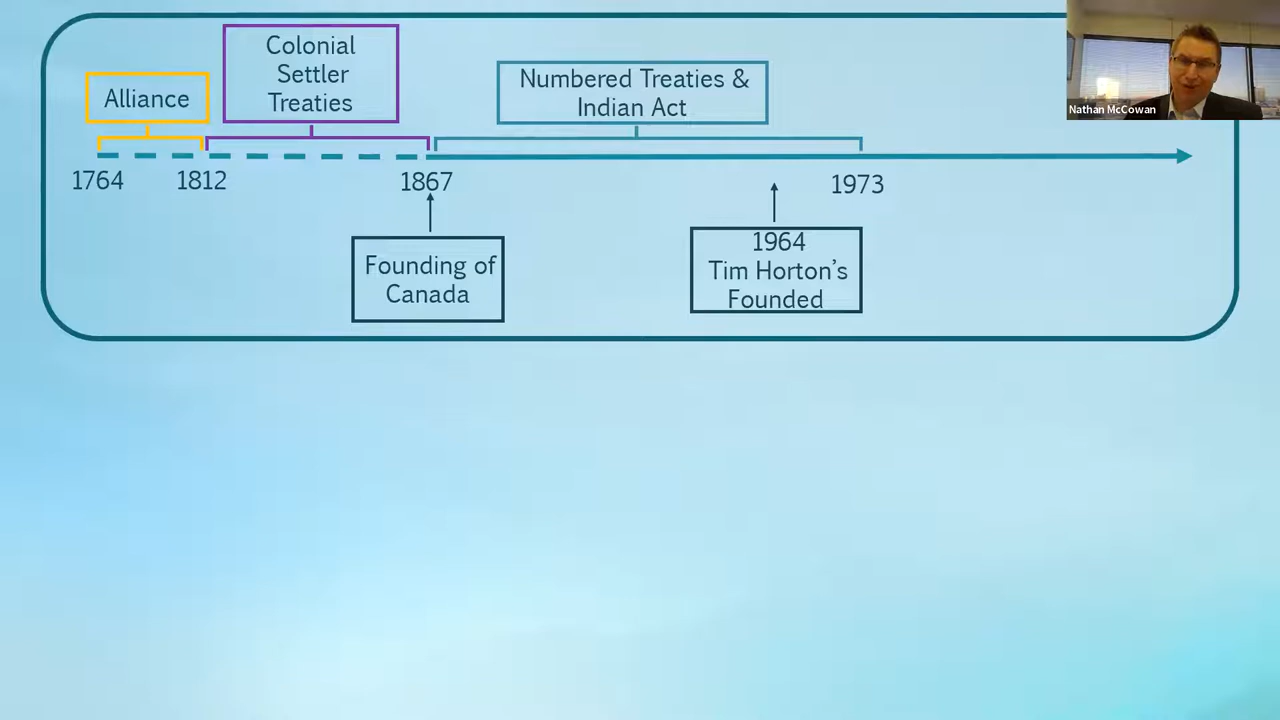 Colonial
Settler
Treaties
Alliance
Numbered Treaties &
Indian Act
Nathan McCowan
1764
1812
1867
1973
Founding of
Canada
1964
Tim Horton’s
Founded